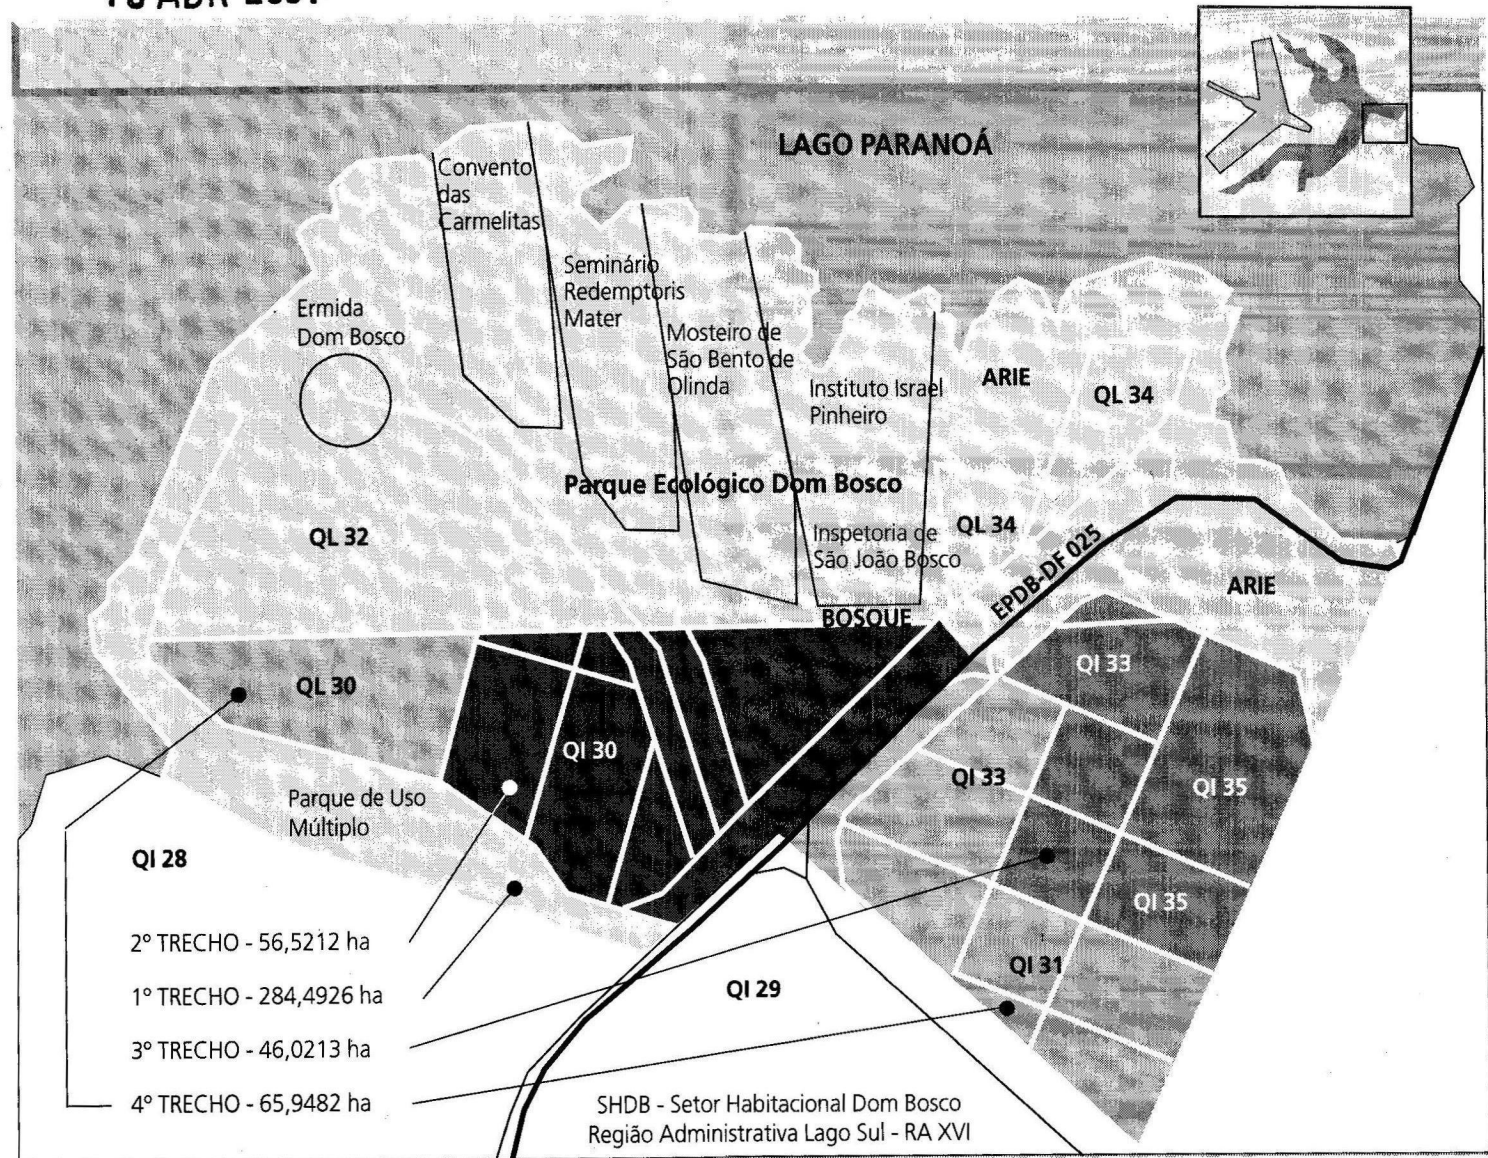 LAGO PARANOÁ
Convento
das
Carmelitas
Seminário
Redemptoris
Mater
Ermida
Dom Bosco
Mosteiro de
São Bento de
Olinda
Instituto Israel
Pinheiro
ARIE
QL 34
Parque Ecológico Dom Bosco
QL 32
Inspetoria de
São João Bosco
QL 34
EPDB-DF 025
ARIE
BOSQUE
QI 33
QL 30
QI 30
QI 33
QI 35
Parque de Uso
Múltiplo
QI 28
QI 35
2º TRECHO - 56,5212 ha
QI 31
1º TRECHO - 284,4926 ha
QI 29
3º TRECHO - 46,0213 ha
4º TRECHO - 65,9482 ha
SHDB - Setor Habitacional Dom Bosco
Região Administrativa Lago Sul - RA XVI